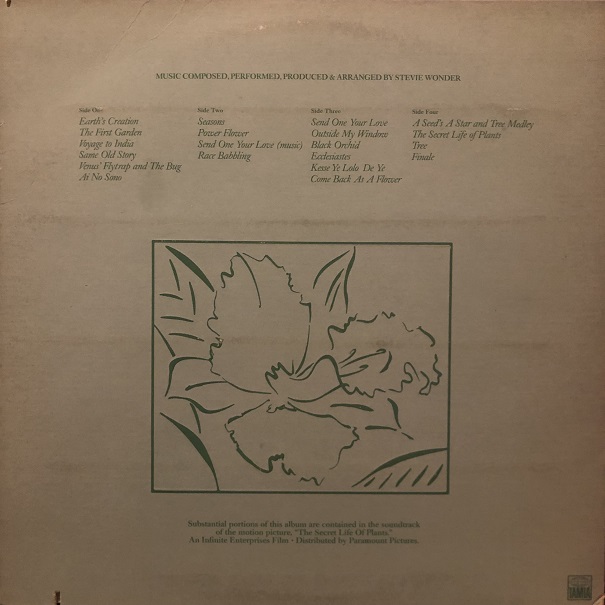 MUSIC COMPOSED, PERFORMED, PRODUCED & ARRANGED BY STEVIE WONDER
Side One
Earth's Creation
The First Garden
Voyage to India
Same Old Story
Venus' Flytrap and The Bug
Ai No Sono
Side Two
Seasons
Power Flower
Send One Your Love (music)
Race Babbling
Side Three
Send One Your Love
Outside My Window
Black Orchid
Ecclesiastes
Kesse Ye Lolo De Ye
Come Back As A Flower
Side Four
A Seed's A Star and Tree Medley
The Secret Life of Plants
Tree
Finale
Substantial portions of this album are contained in the soundtrack
of the motion picture, "The Secret Life Of Plants."
An Infinite Enterprises Film · Distributed by Paramount Pictures.
TAMLA